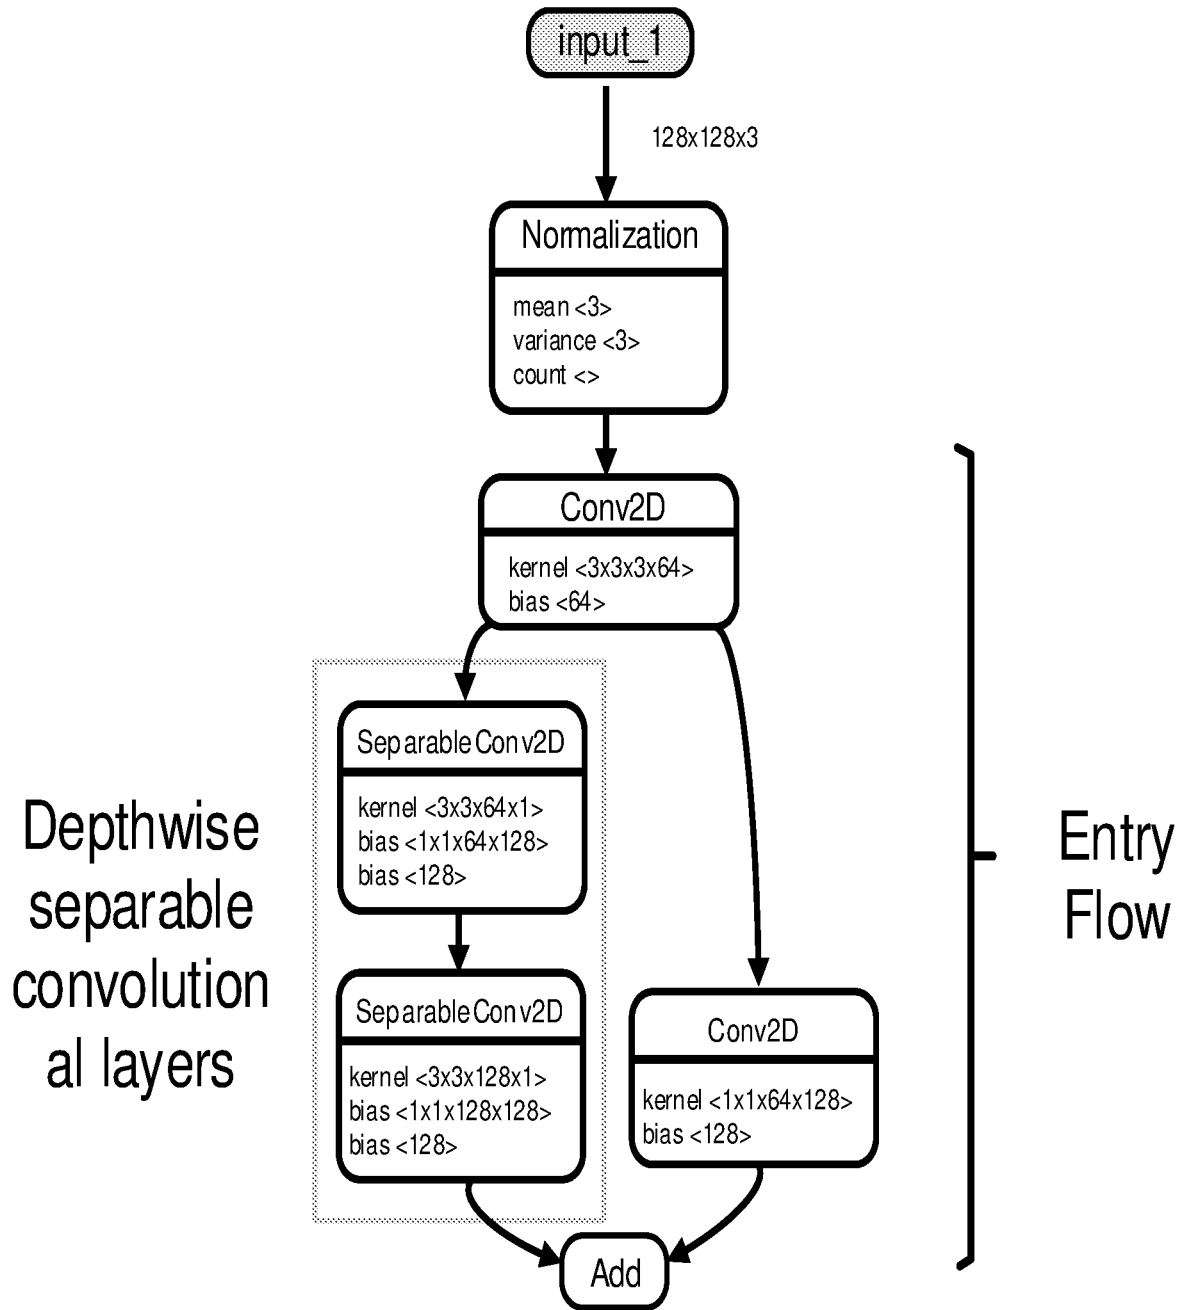 input_1
128x128x3
Normalization
mean <3>
variance <3>
count <>
Conv2D
kernel <3x3x3x64>
bias <64>
SeparableConv2D
kernel <3x3x64x1>
bias <1x1x64x128>
bias <128>
SeparableConv2D
kernel <3x3x128x1>
bias <1x1x128x128>
bias <128>
Conv2D
kernel <1x1x64x128>
bias <128>
Add
Depthwise
separable
convolution
al layers
Entry
Flow